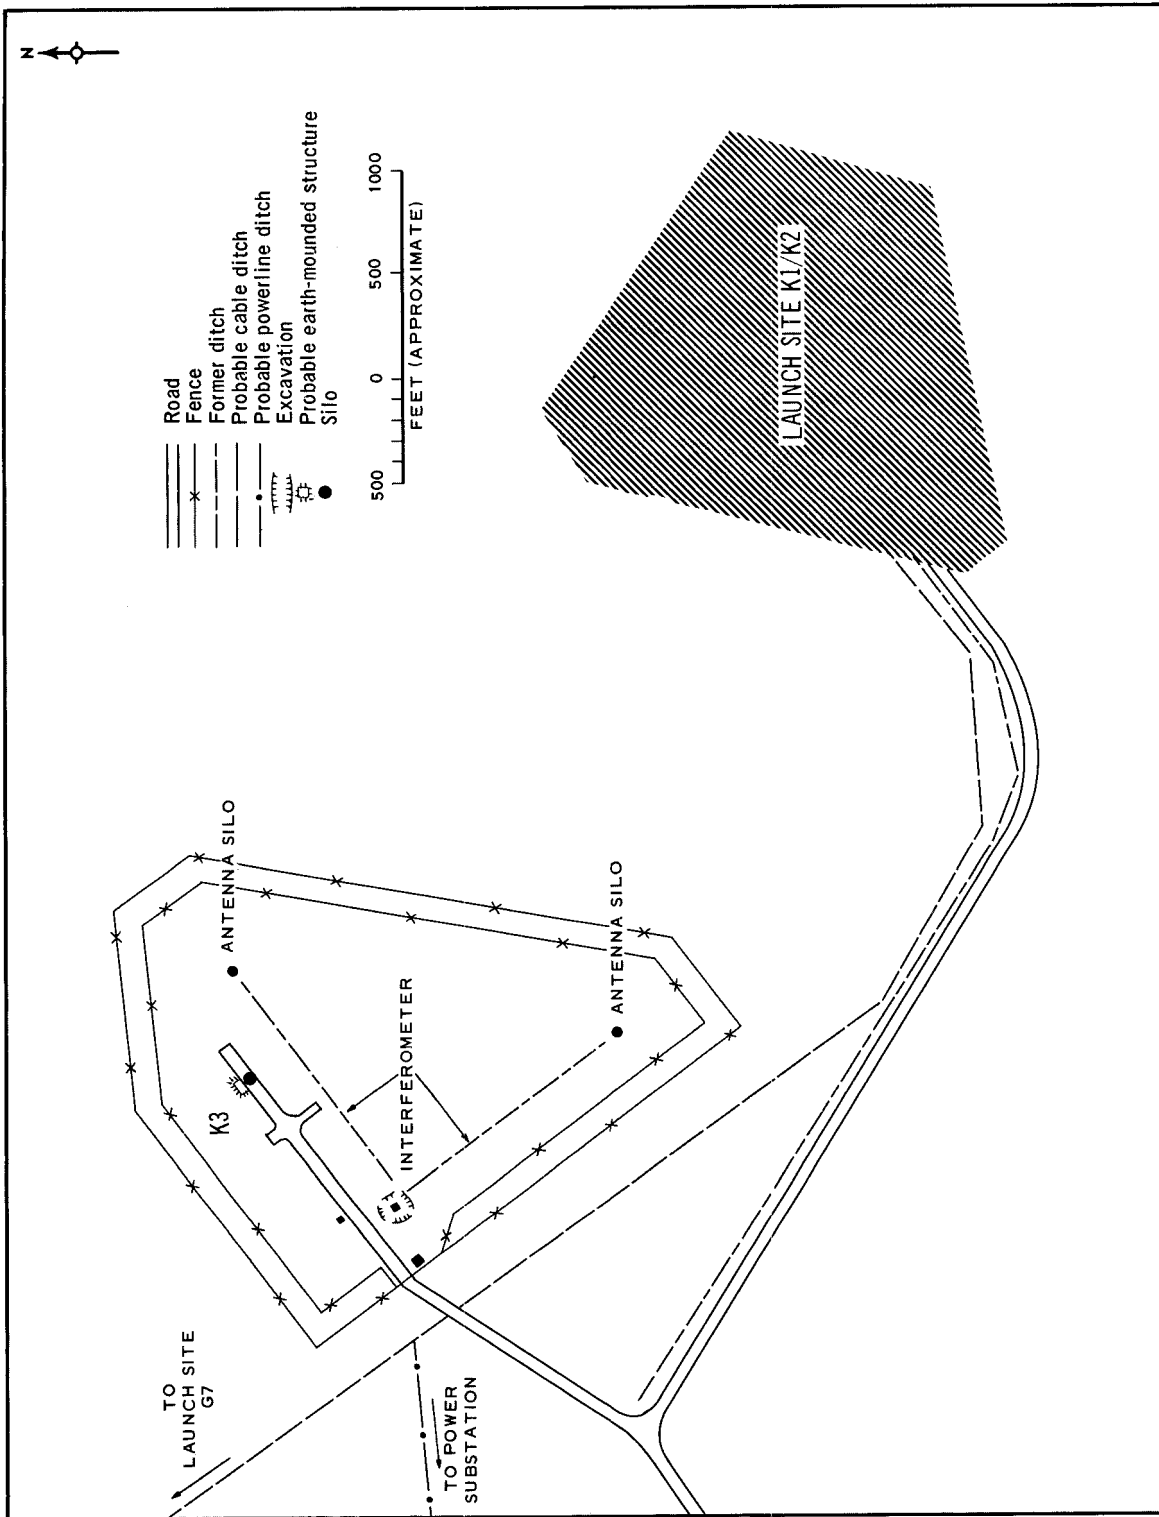 N
Road
Fence
Former ditch
Probable cable ditch
Probable powerline ditch
Excavation
Probable earth-mounded structure
Silo
500 0 500 1000
FEET (APPROXIMATE)
LAUNCH SITE K1/K2
ANTENNA SILO
ANTENNA SILO
INTERFEROMETER
K3
TO
LAUNCH SITE
G7
TO POWER
SUBSTATION